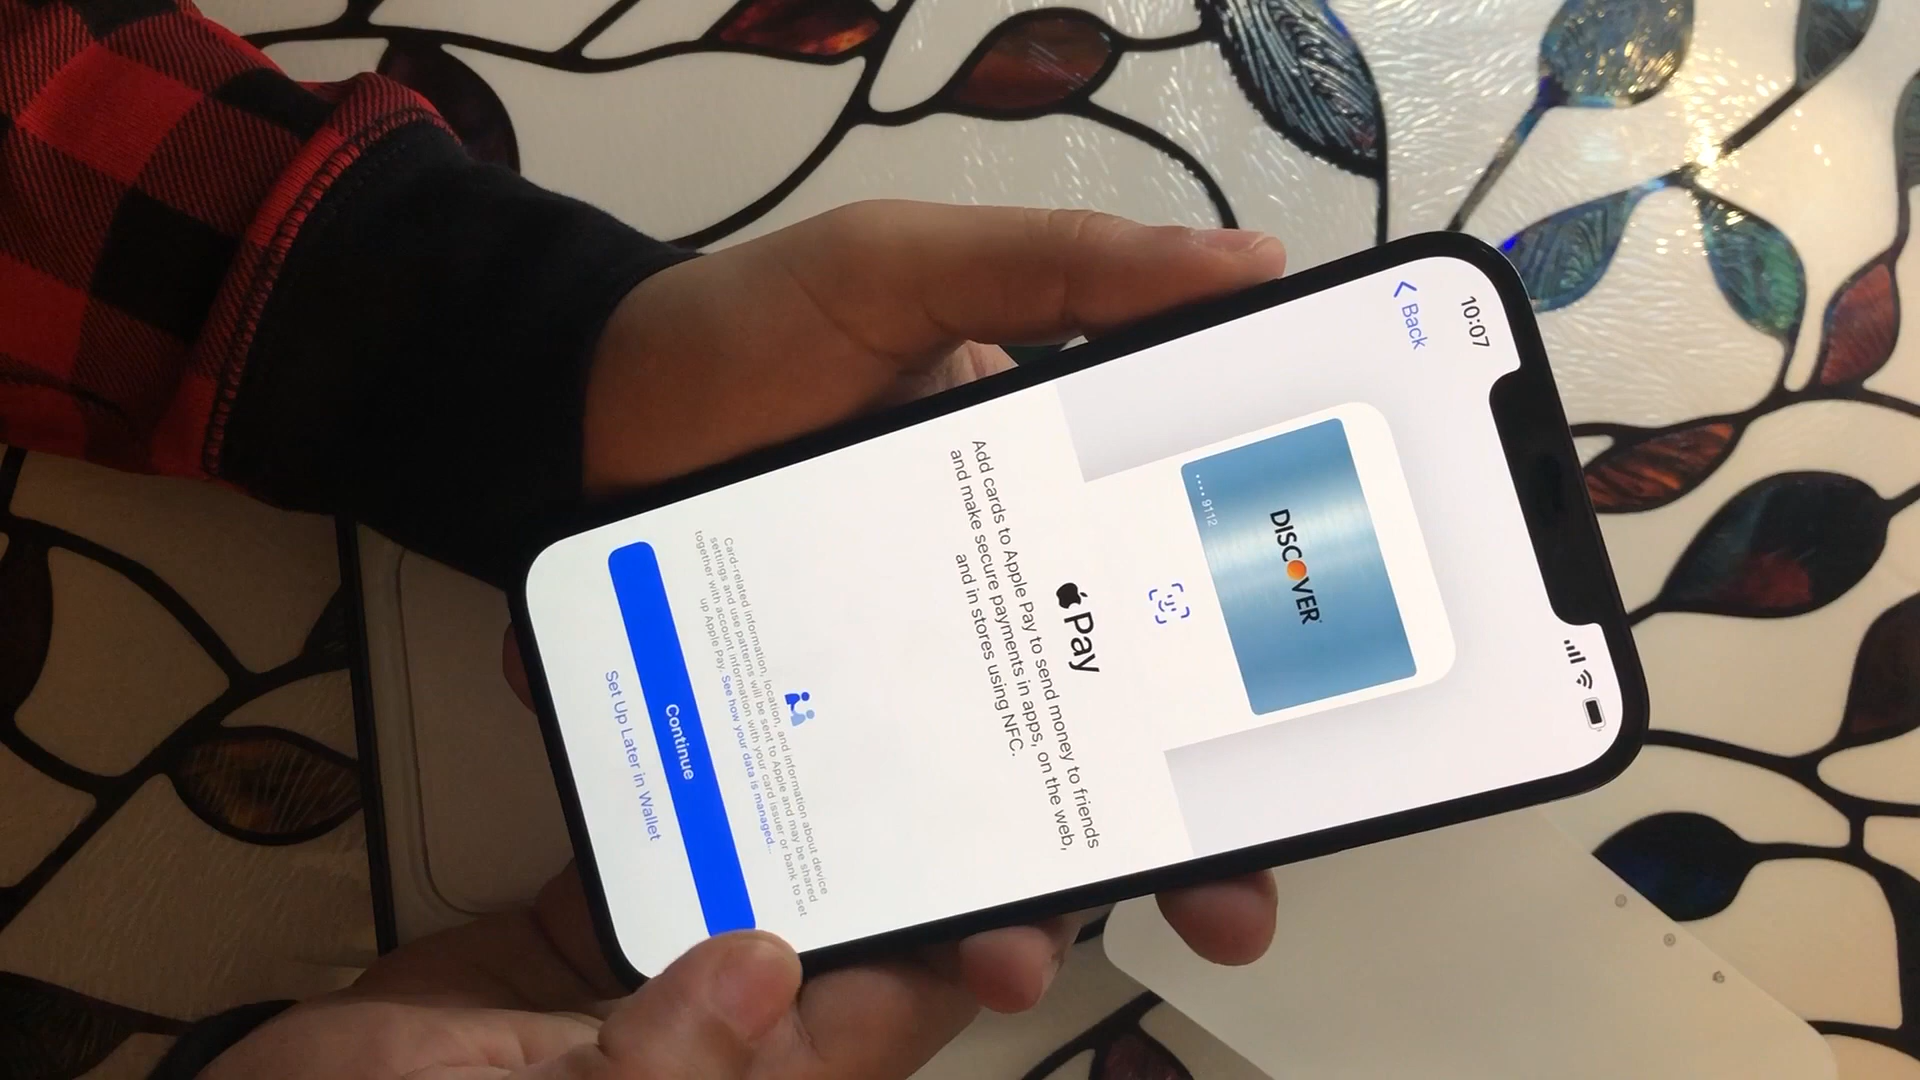 10:07
Back
DISCOVER
•••• 9112
Pay
Add cards to Apple Pay to send money to friends
and make secure payments in apps, on the web,
and in stores using NFC.
Card-related information, location, and information about device
settings and use patterns will be sent to Apple and may be shared
together with account information with your card issuer or bank to set
up Apple Pay. See how your data is managed...
Continue
Set Up Later in Wallet